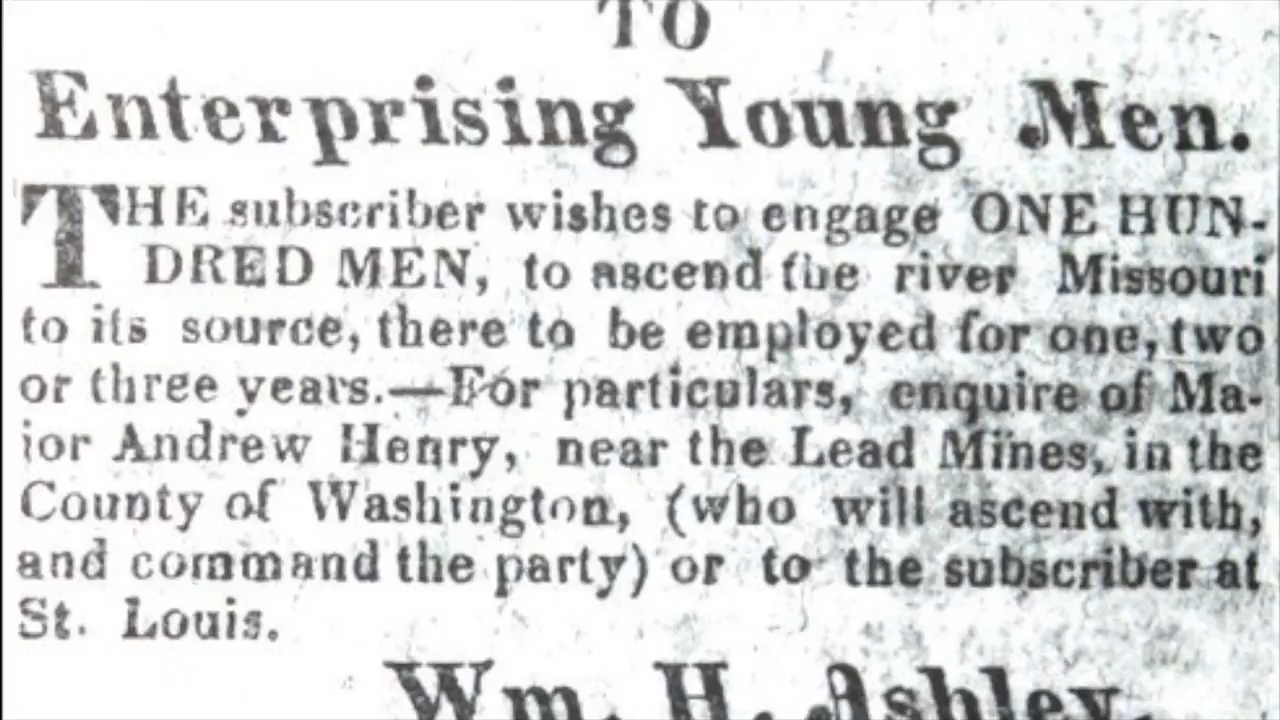 TO
Enterprising Young Men.
THE subscriber wishes to engage ONE HUN-
DRED MEN, to ascend the river Missouri
to its source, there to be employed for one, two
or three years.—For particulars, enquire of Ma-
jor Andrew Henry, near the Lead Mines, in the
County of Washington, (who will ascend with,
and command the party) or to the subscriber at
St. Louis.
Wm. H. Ashley.